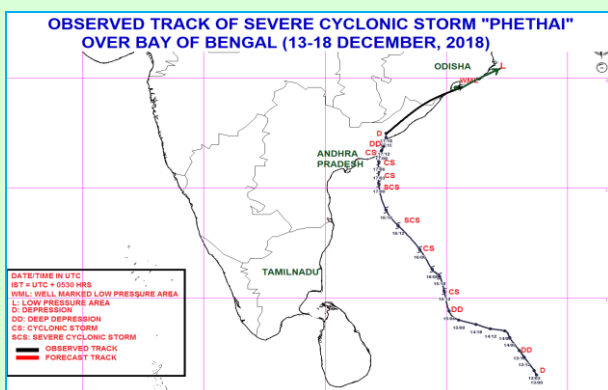 OBSERVED TRACK OF SEVERE CYCLONIC STORM "PHETHAI"
OVER BAY OF BENGAL (13-18 DECEMBER, 2018)
ODISHA
L
WML
D
DD
ANDHRA
PRADESH
CS
CS
CS
SCS
SCS
CS
TAMILNADU
CS
DD
D
DATE/TIME IN UTC
IST = UTC + 0530 HRS
WML: WELL MARKED LOW PRESSURE AREA
L: LOW PRESSURE AREA
D: DEPRESSION
DD: DEEP DEPRESSION
CS: CYCLONIC STORM
SCS: SEVERE CYCLONIC STORM
OBSERVED TRACK
FORECAST TRACK